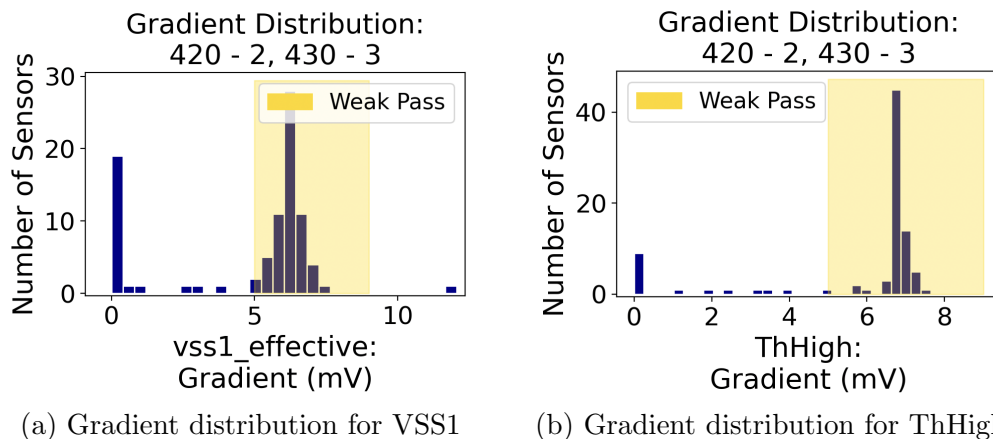 Gradient Distribution:
420 - 2, 430 - 3
Number of Sensors
30
20
10
0
Weak Pass
0
5
10
vss1_effective:
Gradient (mV)
(a) Gradient distribution for VSS1
Gradient Distribution:
420 - 2, 430 - 3
Number of Sensors
40
20
0
Weak Pass
0
2
4
6
8
ThHigh:
Gradient (mV)
(b) Gradient distribution for ThHigh